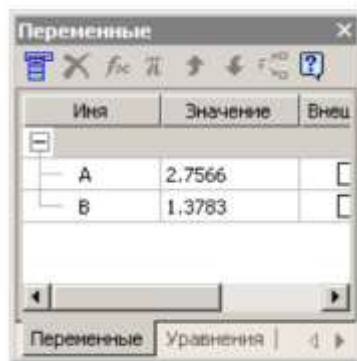 Переменные
Имя Значение Внеш
A 2.7566
B 1.3783
Переменные Уравнения